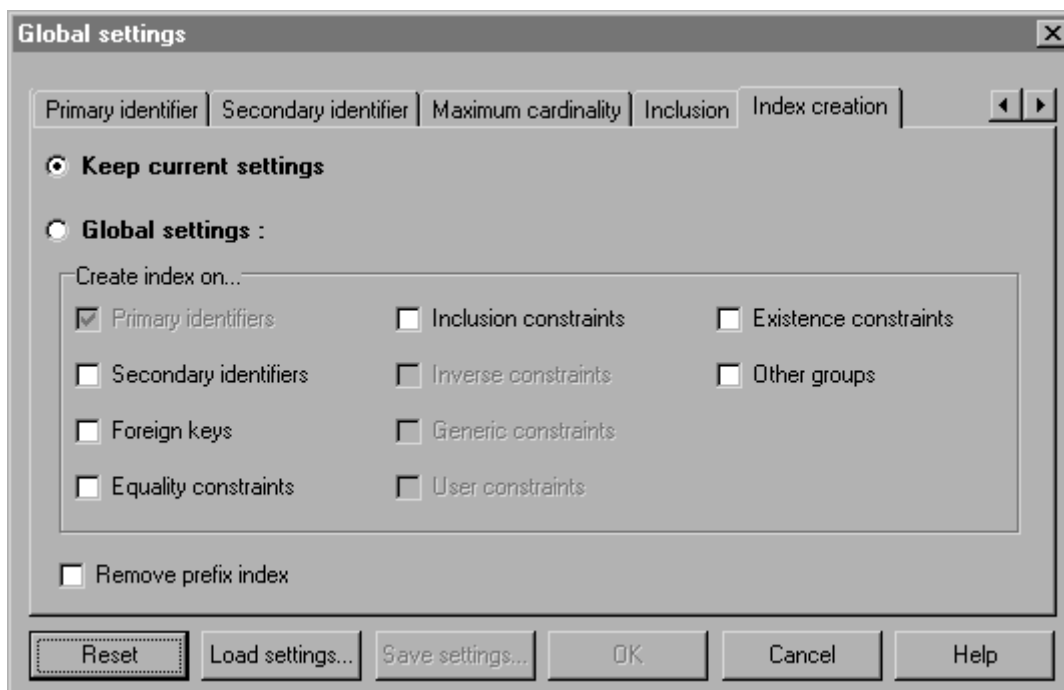 Global settings
Primary identifier Secondary identifier Maximum cardinality Inclusion Index creation
Keep current settings
Global settings :
Create index on...
Primary identifiers Inclusion constraints Existence constraints
Secondary identifiers Inverse constraints Other groups
Foreign keys Generic constraints
Equality constraints User constraints
Remove prefix index
Reset Load settings... Save settings... OK Cancel Help